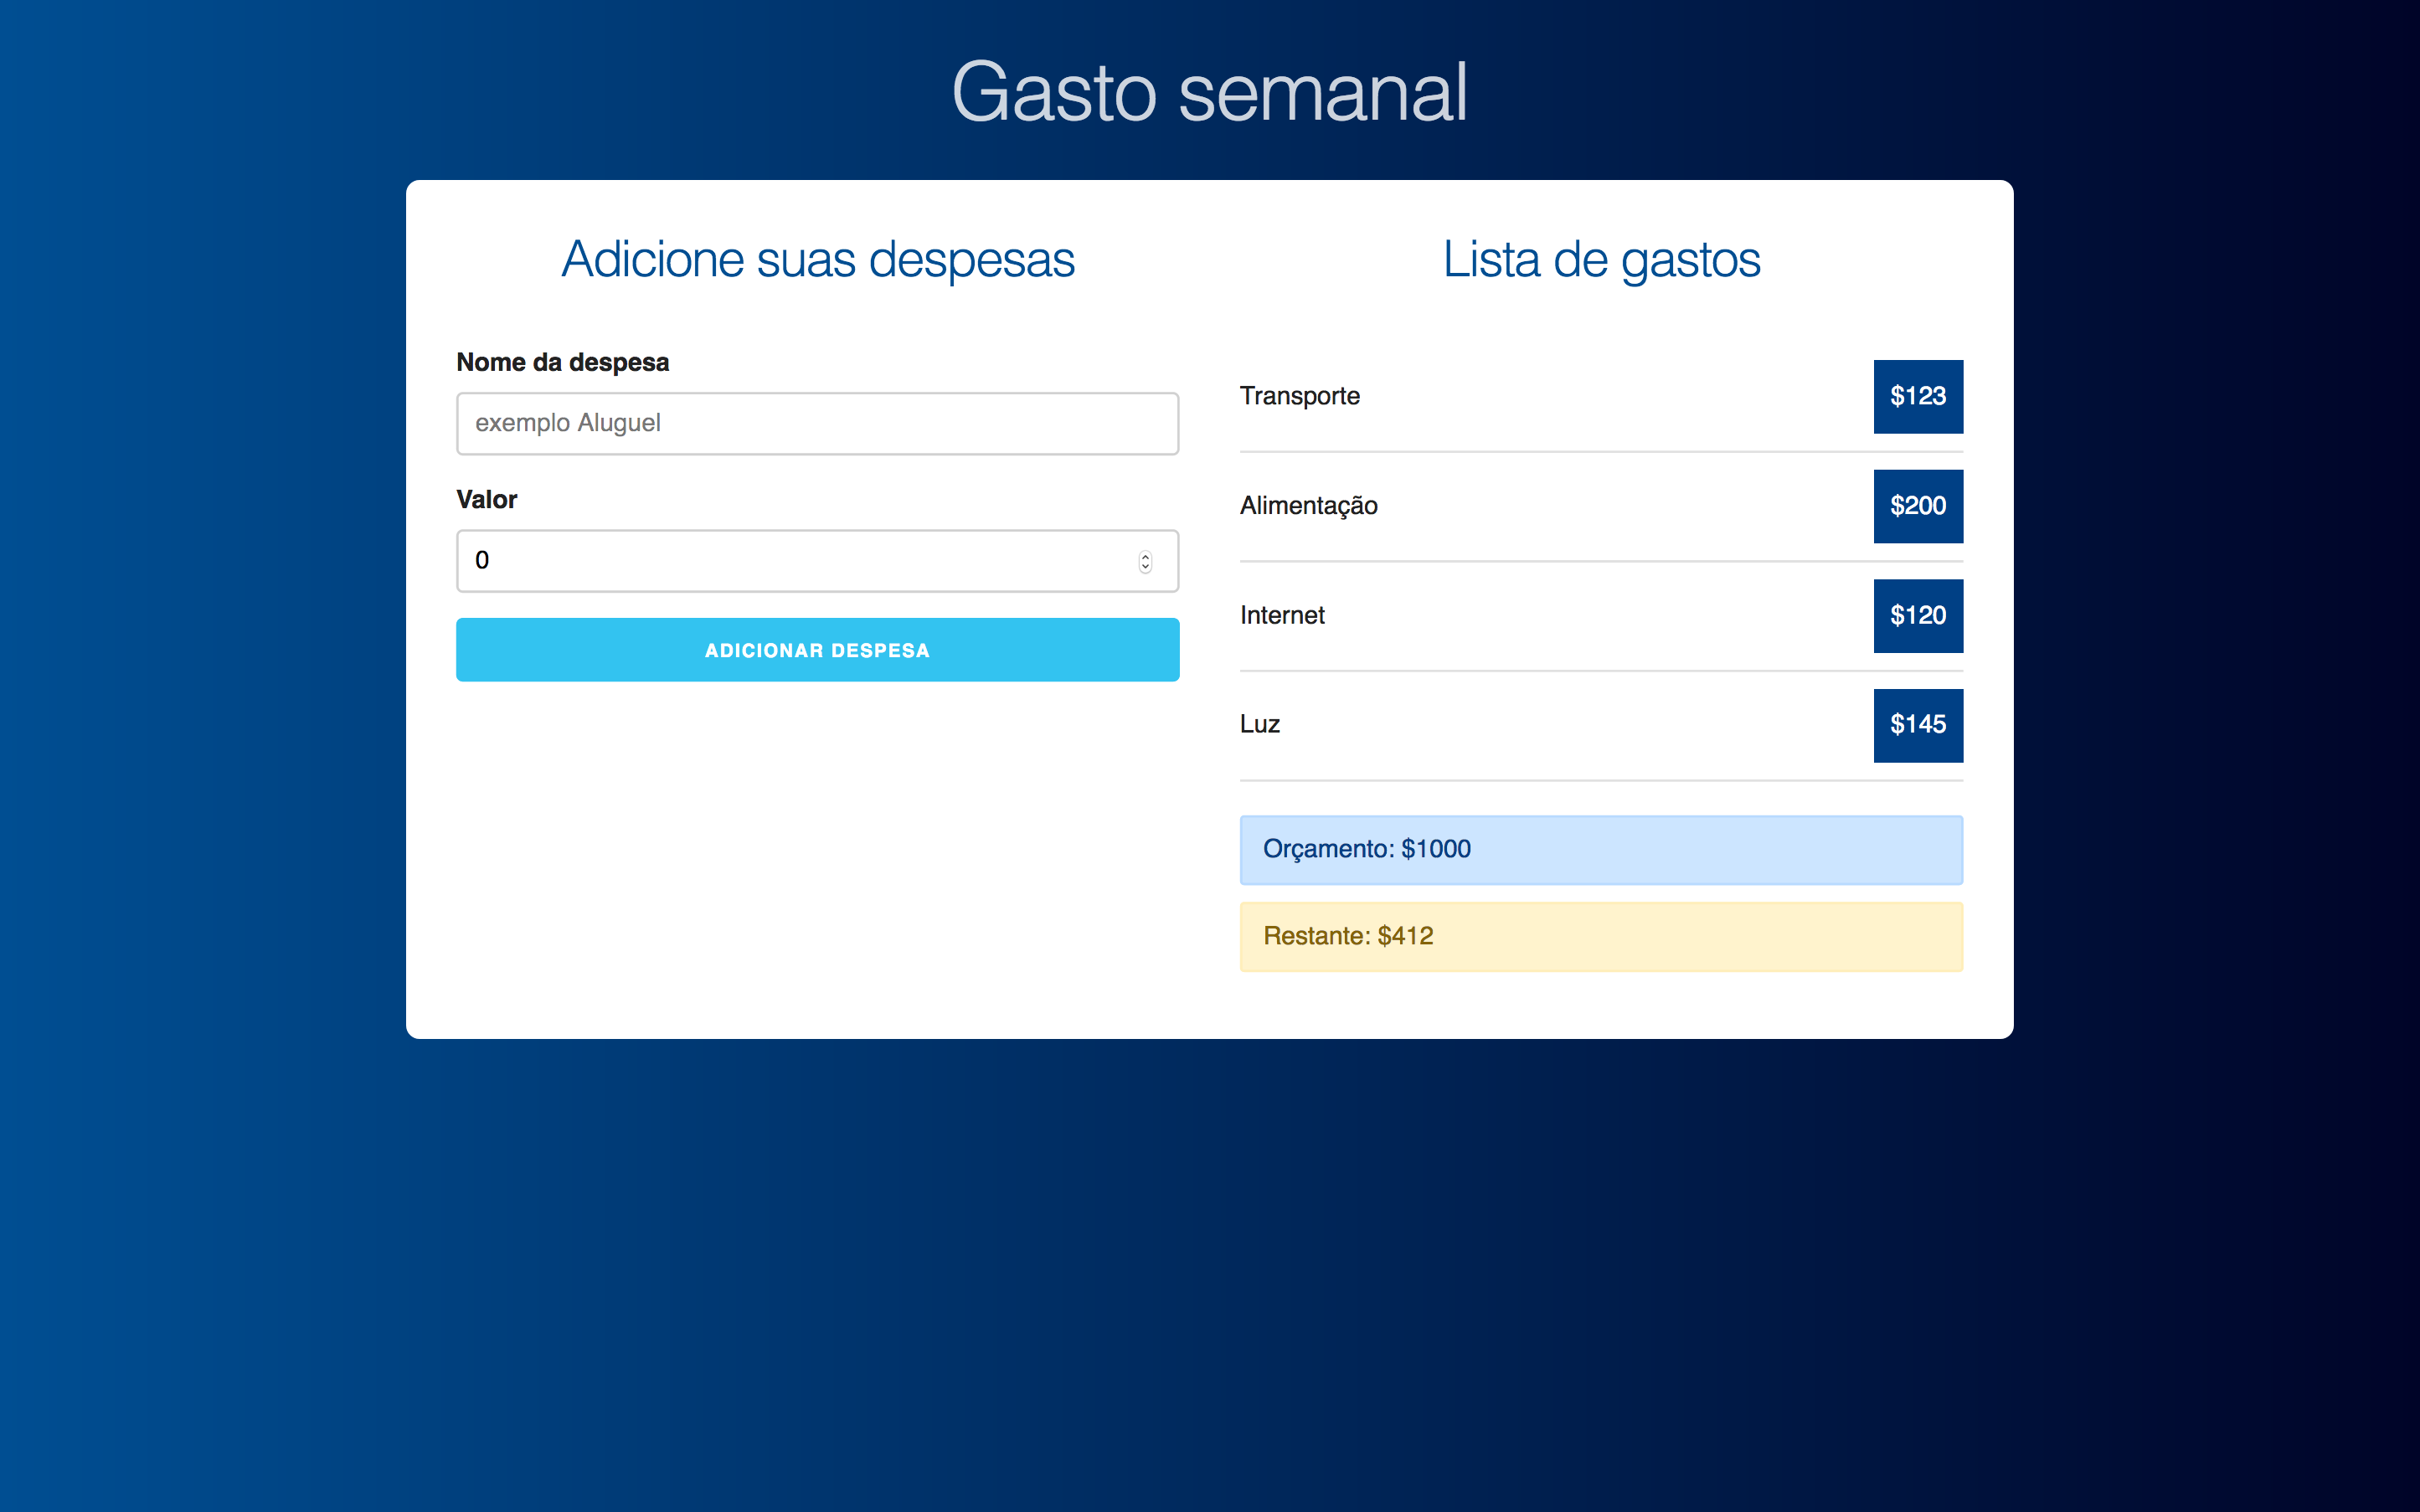 Gasto semanal
Adicione suas despesas
Nome da despesa
exemplo Aluguel
Valor
0
ADICIONAR DESPESA
Lista de gastos
Transporte $123
Alimentação $200
Internet $120
Luz $145
Orçamento: $1000
Restante: $412